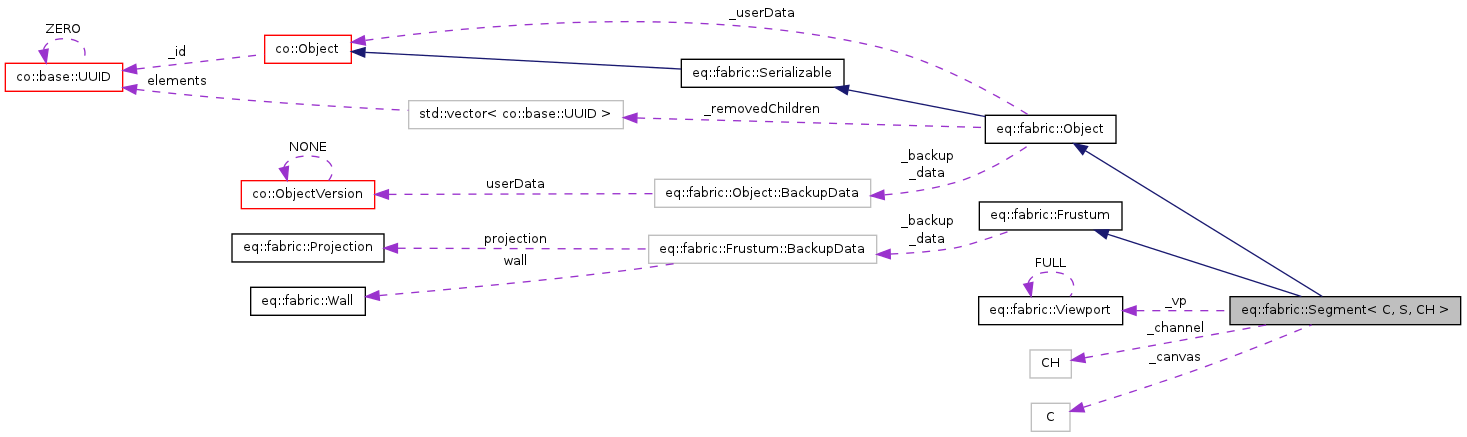 ZERO
_userData
_id
co::Object
co::base::UUID
elements
eq::fabric::Serializable
std::vector< co::base::UUID >
_removedChildren
eq::fabric::Object
NONE
_backup
_data
userData
co::ObjectVersion
eq::fabric::Object::BackupData
eq::fabric::Frustum
_backup
_data
projection
eq::fabric::Projection
eq::fabric::Frustum::BackupData
wall
FULL
eq::fabric::Wall
_vp
eq::fabric::Viewport
eq::fabric::Segment< C, S, CH >
_channel
CH
_canvas
C